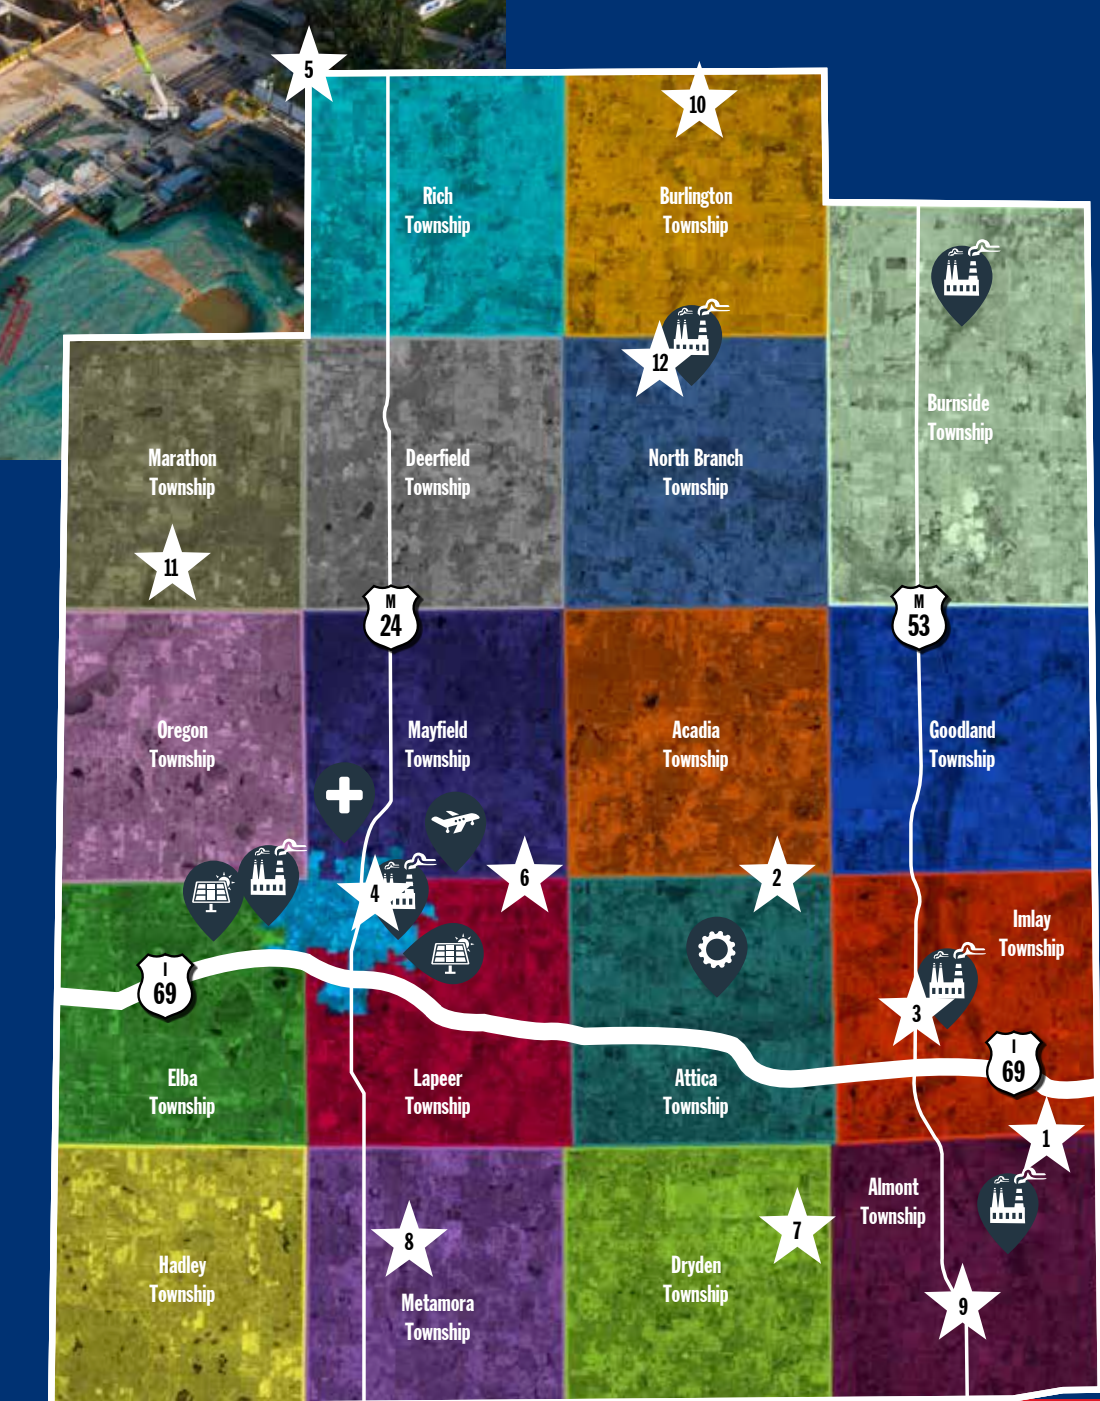 5
10
Rich
Township
Burlington
Township
12
Burnside
Township
Marathon
Township
Deerfield
Township
North Branch
Township
11
M
24
M
53
Oregon
Township
Mayfield
Township
Acadia
Township
Goodland
Township
4
6
2
Imlay
Township
I
69
3
I
69
Elba
Township
Lapeer
Township
Attica
Township
1
Almont
Township
8
7
Hadley
Township
Metamora
Township
Dryden
Township
9